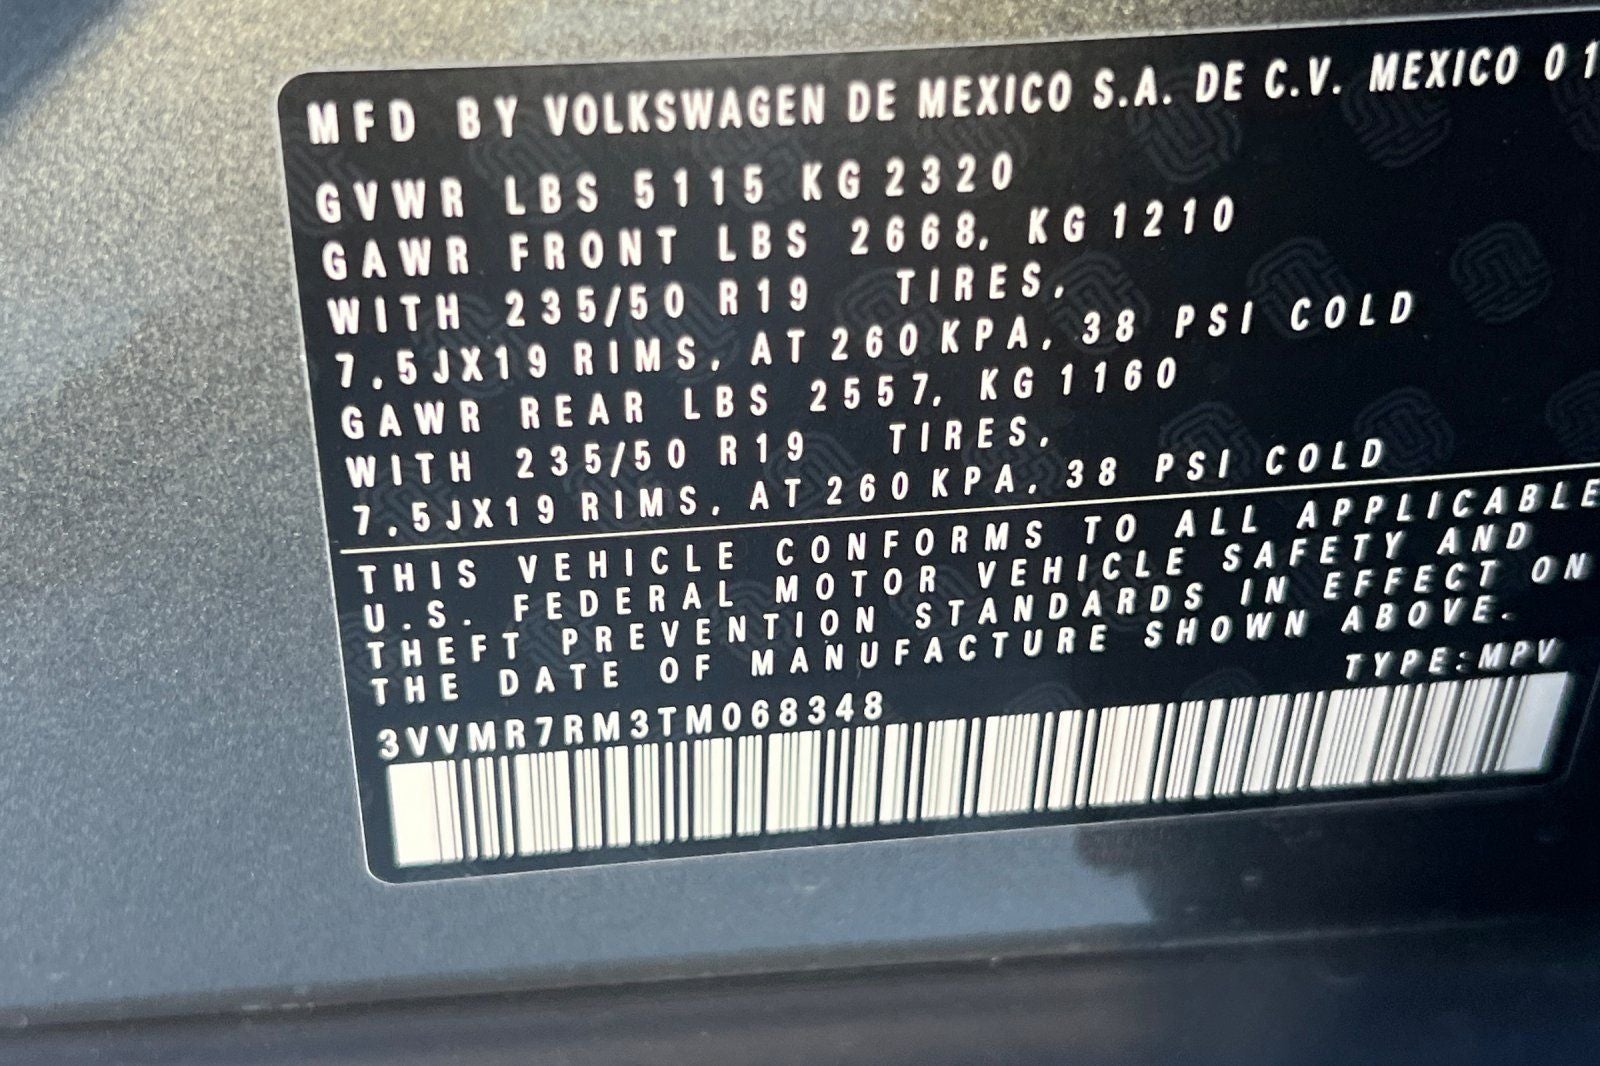 MFD BY VOLKSWAGEN DE MEXICO S.A. DE C.V. MEXICO 01
GVWR LBS 5115 KG 2320
GAWR FRONT LBS 2668, KG 1210
WITH 235/50 R19 TIRES,
7.5JX19 RIMS, AT 260 KPA, 38 PSI COLD
GAWR REAR LBS 2557, KG 1160
WITH 235/50 R19 TIRES,
7.5JX19 RIMS, AT 260 KPA, 38 PSI COLD
THIS VEHICLE CONFORMS TO ALL APPLICABLE
U.S. FEDERAL MOTOR VEHICLE SAFETY AND
THEFT PREVENTION STANDARDS IN EFFECT ON
THE DATE OF MANUFACTURE SHOWN ABOVE.
3VVMR7RM3TM068348 TYPE:MPV